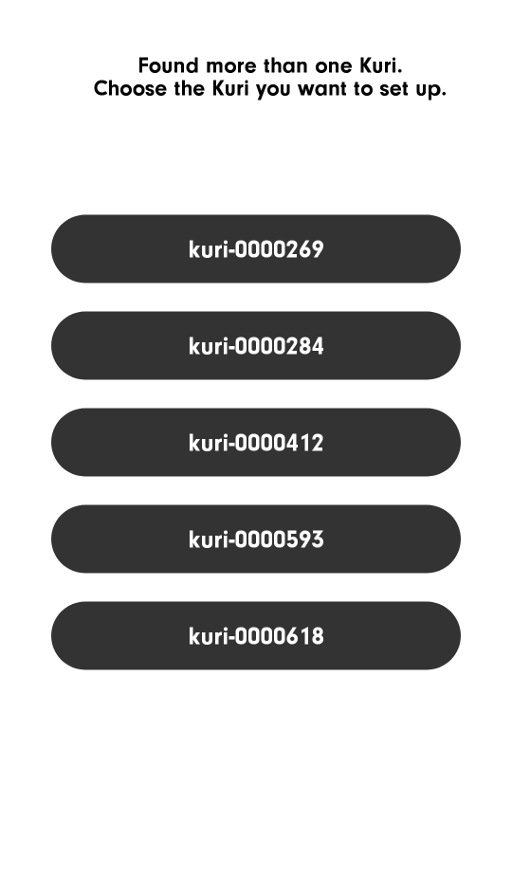 Found more than one Kuri.
Choose the Kuri you want to set up.
kuri-0000269
kuri-0000284
kuri-0000412
kuri-0000593
kuri-0000618